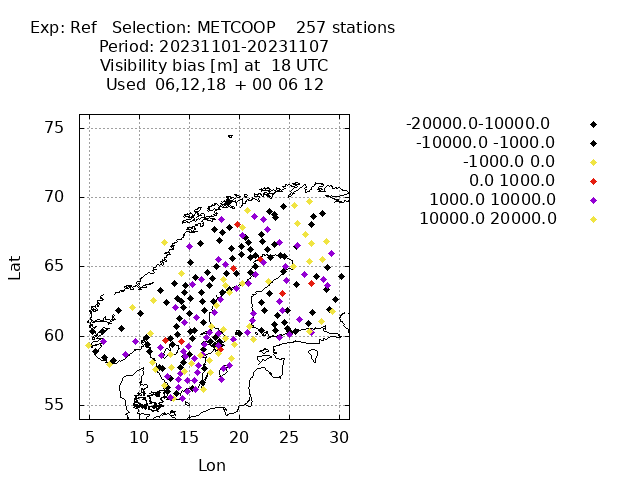 Exp: Ref   Selection: METCOOP    257 stations
Period: 20231101-20231107
Visibility bias [m] at  18 UTC
Used  06,12,18  + 00 06 12
-20000.0-10000.0
-10000.0 -1000.0
-1000.0 0.0
0.0 1000.0
1000.0 10000.0
10000.0 20000.0
75
70
65
60
55
Lat
5 10 15 20 25 30
Lon